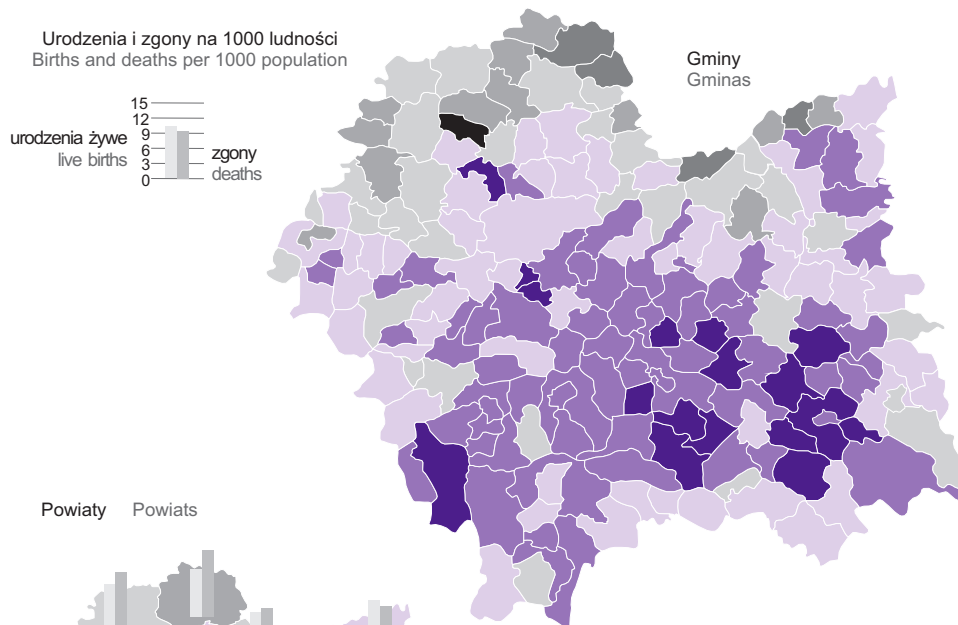 Urodzenia i zgony na 1000 ludności
Births and deaths per 1000 population
Gminy
Gminas
15
12
9
6
3
0
urodzenia żywe
live births
zgony
deaths
Powiaty Powiats